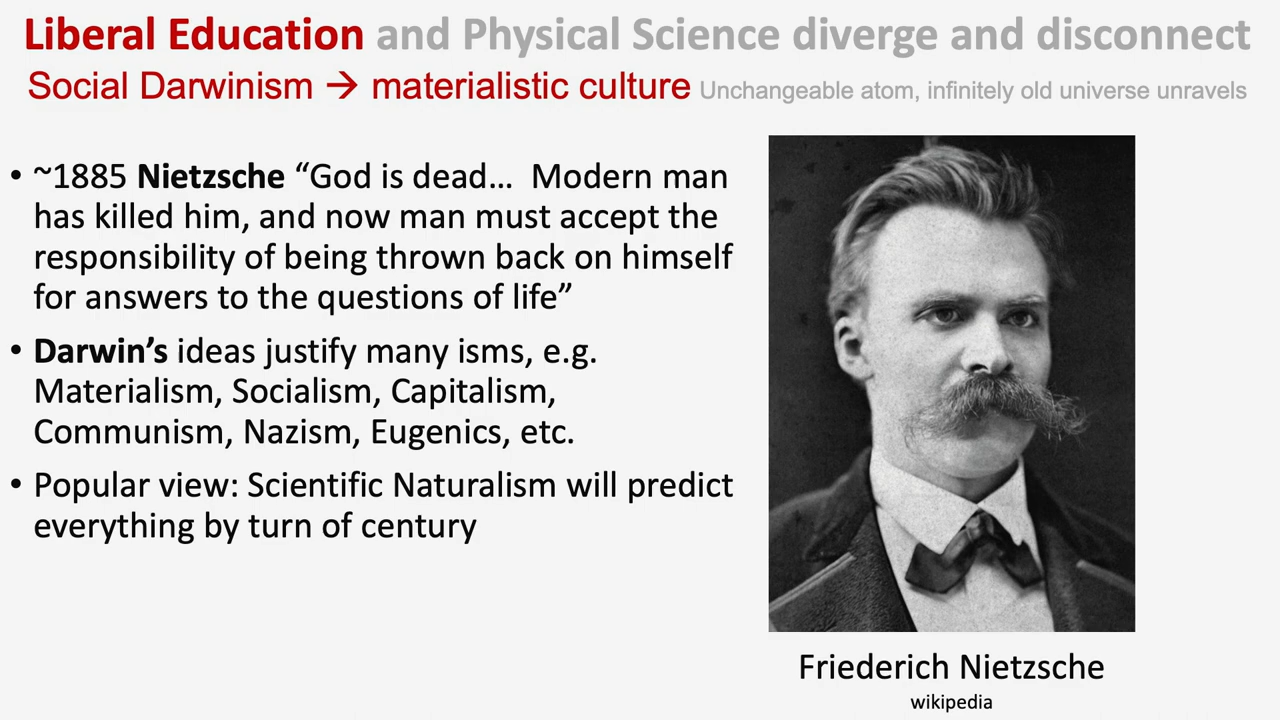 Liberal Education and Physical Science diverge and disconnect
Social Darwinism → materialistic culture Unchangeable atom, infinitely old universe unravels
• ~1885 Nietzsche “God is dead… Modern man
has killed him, and now man must accept the
responsibility of being thrown back on himself
for answers to the questions of life”
• Darwin’s ideas justify many isms, e.g.
Materialism, Socialism, Capitalism,
Communism, Nazism, Eugenics, etc.
• Popular view: Scientific Naturalism will predict
everything by turn of century
Friederich Nietzsche
wikipedia